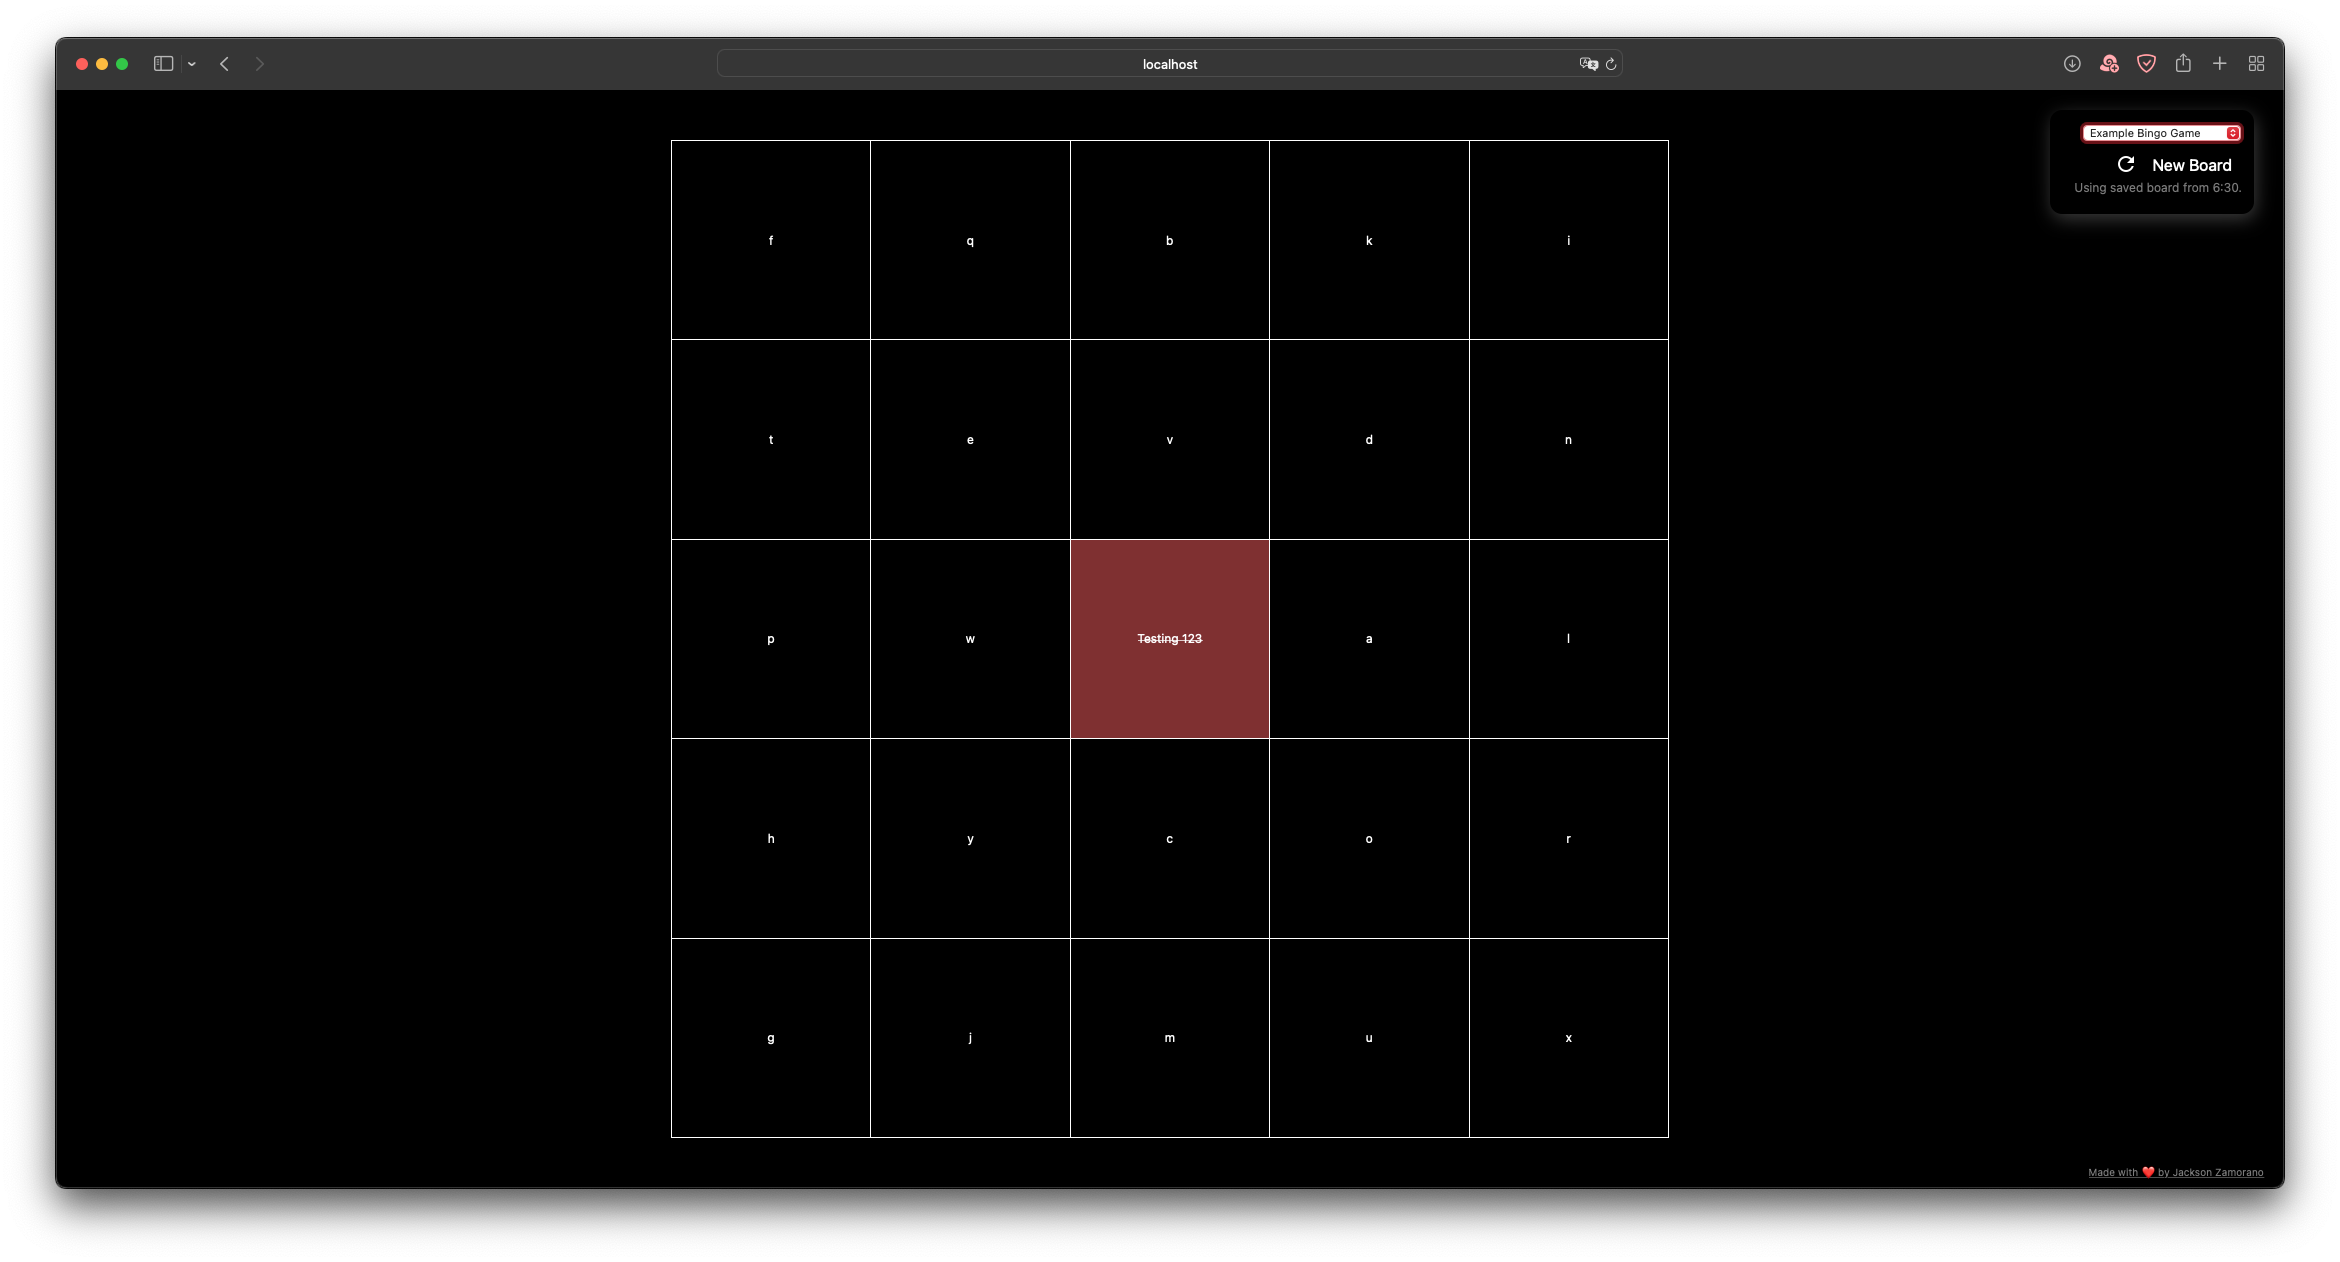 localhost
Example Bingo Game
New Board
Using saved board from 6:30.
f q b k i
t e v d n
p w Testing 123 a l
h y c o r
g j m u x
Made with ❤️ by Jackson Zamorano